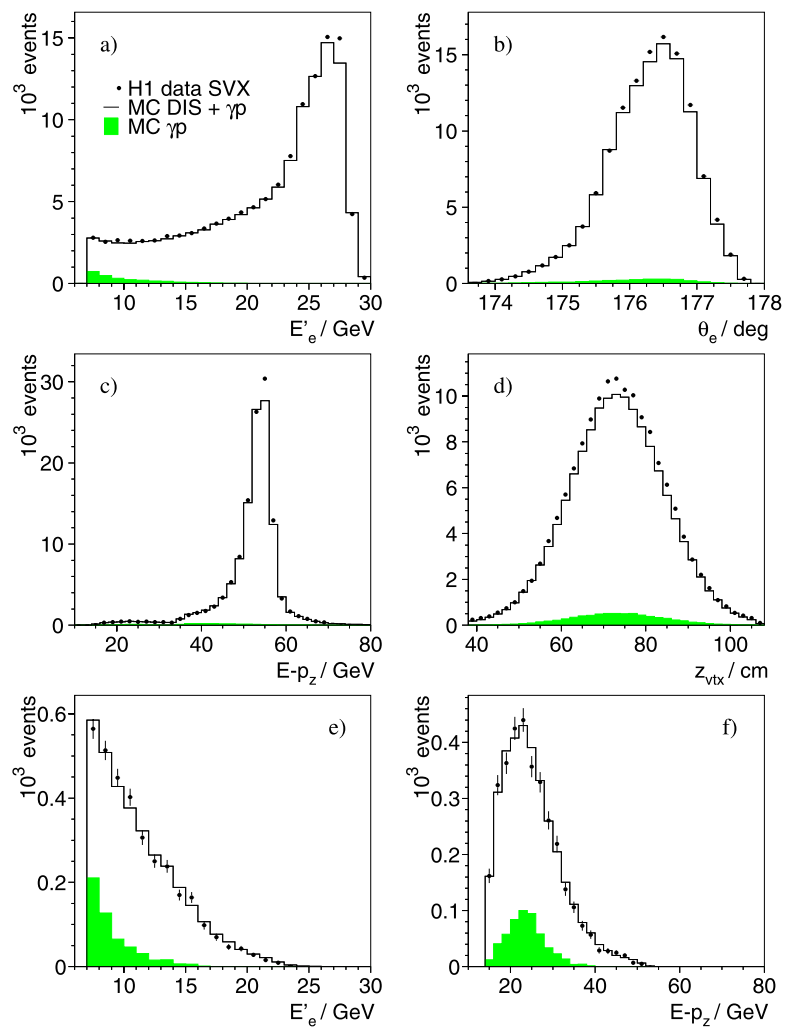 a)
10³ events
15
10
5
0
• H1 data SVX
— MC DIS + γp
MC γp
10
15
20
25
30
E'ₑ / GeV
b)
10³ events
15
10
5
0
174
175
176
177
178
θₑ / deg
c)
10³ events
30
20
10
0
20
40
60
80
E-p_z / GeV
d)
10³ events
10
8
6
4
2
0
40
60
80
100
z_vtx / cm
e)
10³ events
0.6
0.4
0.2
0
10
15
20
25
30
E'ₑ / GeV
f)
10³ events
0.4
0.3
0.2
0.1
0
20
40
60
80
E-p_z / GeV